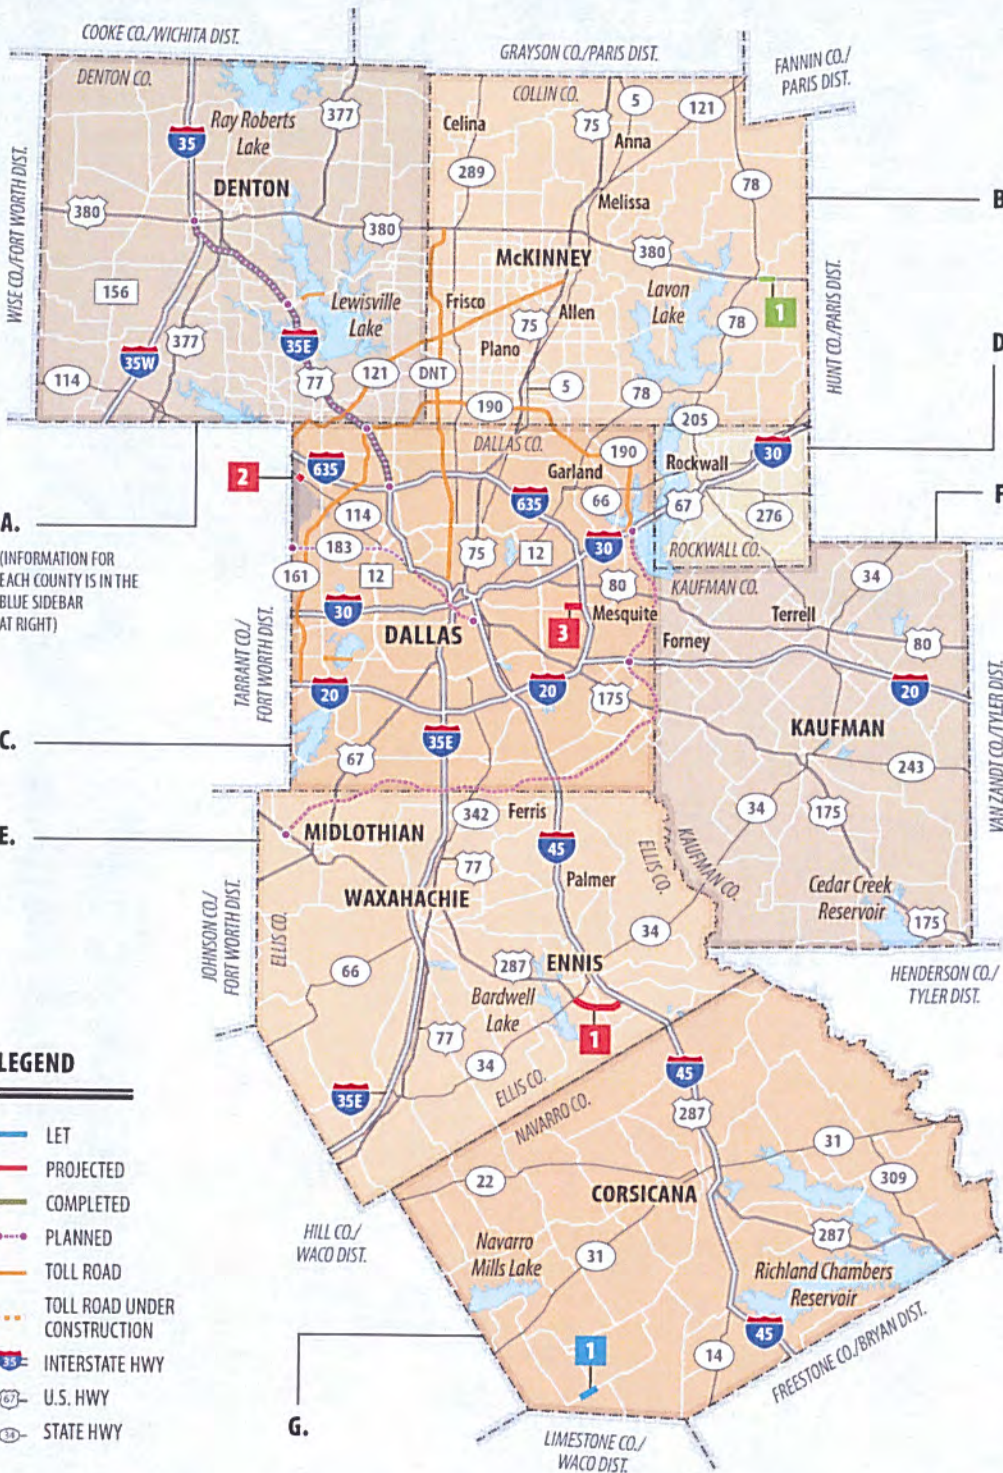 COOKE CO./WICHITA DIST.
GRAYSON CO./PARIS DIST.
FANNIN CO./
PARIS DIST.
DENTON CO.
COLLIN CO.
377
5
121
Ray Roberts
Lake
Celina
75
Anna
35
WISE CO./FORT WORTH DIST.
DENTON
289
78
B
Melissa
380
380
McKINNEY
380
156
Lewisville
Lake
Frisco
Allen
Lavon
Lake
1
HUNT CO./PARIS DIST.
377
35E
75
78
D
35W
Plano
114
77
121
DNT
5
78
190
205
DALLAS CO.
2
635
Garland
190
Rockwall
30
A.
114
635
66
67
276
F
(INFORMATION FOR
EACH COUNTY IS IN THE
BLUE SIDEBAR
AT RIGHT)
183
75
12
30
ROCKWALL CO.
161
12
80
KAUFMAN CO.
34
30
Mesquite
Terrell
TARRANT CO./
FORT WORTH DIST.
DALLAS
3
Forney
80
20
20
175
20
C.
35E
KAUFMAN
VAN ZANDT CO./TYLER DIST.
67
243
E.
342
Ferris
34
175
MIDLOTHIAN
77
45
ELLIS CO.
KAUFMAN CO.
WAXAHACHIE
Palmer
Cedar Creek
Reservoir
JOHNSON CO./
FORT WORTH DIST.
ELLIS CO.
34
175
66
287
ENNIS
HENDERSON CO./
TYLER DIST.
Bardwell
Lake
77
1
34
LEGEND
45
35E
ELLIS CO.
NAVARRO CO.
287
LET
31
PROJECTED
22
309
COMPLETED
CORSICANA
PLANNED
HILL CO./
WACO DIST.
Navarro
Mills Lake
31
287
TOLL ROAD
Richland Chambers
Reservoir
TOLL ROAD UNDER
CONSTRUCTION
45
35
INTERSTATE HWY
1
14
FREESTONE CO./BRYAN DIST.
67
U.S. HWY
34
STATE HWY
G.
LIMESTONE CO./
WACO DIST.